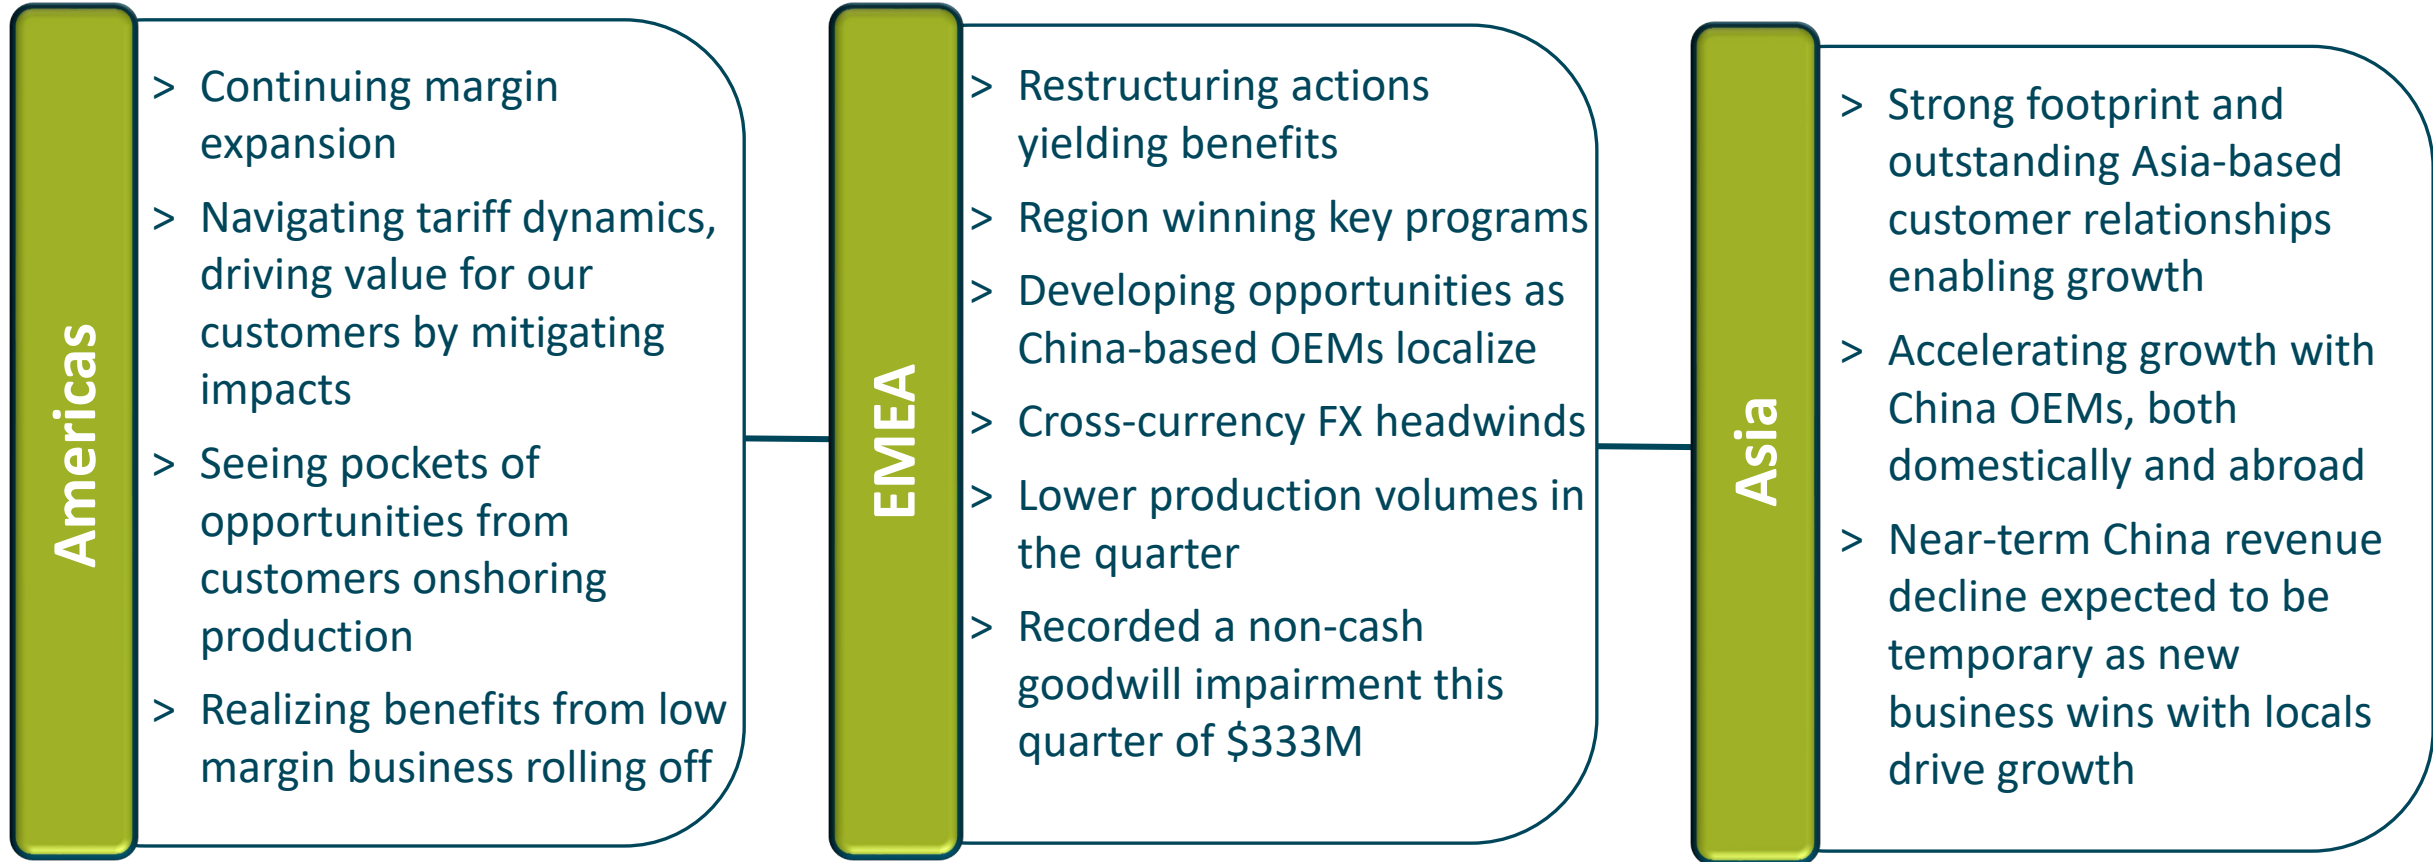 Americas
> Continuing margin
expansion
> Navigating tariff dynamics,
driving value for our
customers by mitigating
impacts
> Seeing pockets of
opportunities from
customers onshoring
production
> Realizing benefits from low
margin business rolling off
EMEA
> Restructuring actions
yielding benefits
> Region winning key programs
> Developing opportunities as
China-based OEMs localize
> Cross-currency FX headwinds
> Lower production volumes in
the quarter
> Recorded a non-cash
goodwill impairment this
quarter of $333M
Asia
> Strong footprint and
outstanding Asia-based
customer relationships
enabling growth
> Accelerating growth with
China OEMs, both
domestically and abroad
> Near-term China revenue
decline expected to be
temporary as new
business wins with locals
drive growth